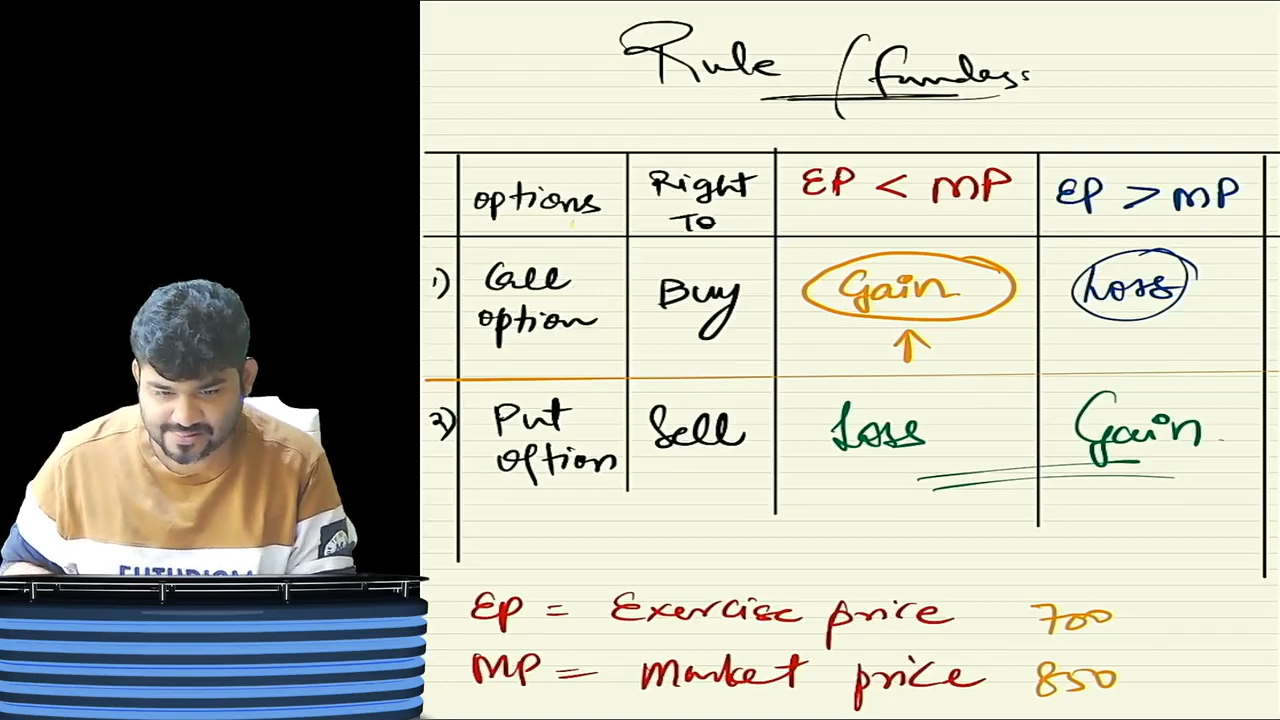 Rule / fundas:
options
Right To
EP < MP
EP > MP
1) Call option
Buy
Gain
Loss
2) Put option
Sell
Loss
Gain
EP = Exercise price 700
MP = Market price 850